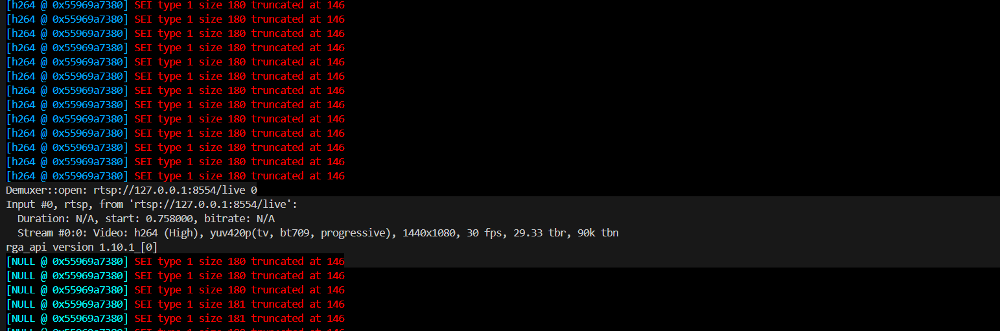 [h264 @ 0x55969a7380] SEI type 1 size 180 truncated at 146
[h264 @ 0x55969a7380] SEI type 1 size 180 truncated at 146
[h264 @ 0x55969a7380] SEI type 1 size 180 truncated at 146
[h264 @ 0x55969a7380] SEI type 1 size 180 truncated at 146
[h264 @ 0x55969a7380] SEI type 1 size 180 truncated at 146
[h264 @ 0x55969a7380] SEI type 1 size 180 truncated at 146
[h264 @ 0x55969a7380] SEI type 1 size 180 truncated at 146
[h264 @ 0x55969a7380] SEI type 1 size 180 truncated at 146
[h264 @ 0x55969a7380] SEI type 1 size 180 truncated at 146
[h264 @ 0x55969a7380] SEI type 1 size 180 truncated at 146
[h264 @ 0x55969a7380] SEI type 1 size 180 truncated at 146
[h264 @ 0x55969a7380] SEI type 1 size 180 truncated at 146
[h264 @ 0x55969a7380] SEI type 1 size 180 truncated at 146
Demuxer::open: rtsp://127.0.0.1:8554/live 0
Input #0, rtsp, from 'rtsp://127.0.0.1:8554/live':
  Duration: N/A, start: 0.758000, bitrate: N/A
  Stream #0:0: Video: h264 (High), yuv420p(tv, bt709, progressive), 1440x1080, 30 fps, 29.33 tbr, 90k tbn
rga_api version 1.10.1_[0]
[NULL @ 0x55969a7380] SEI type 1 size 180 truncated at 146
[NULL @ 0x55969a7380] SEI type 1 size 180 truncated at 146
[NULL @ 0x55969a7380] SEI type 1 size 180 truncated at 146
[NULL @ 0x55969a7380] SEI type 1 size 181 truncated at 146
[NULL @ 0x55969a7380] SEI type 1 size 181 truncated at 146
[NULL @ 0x55969a7380] SEI type 1 size truncated at 146